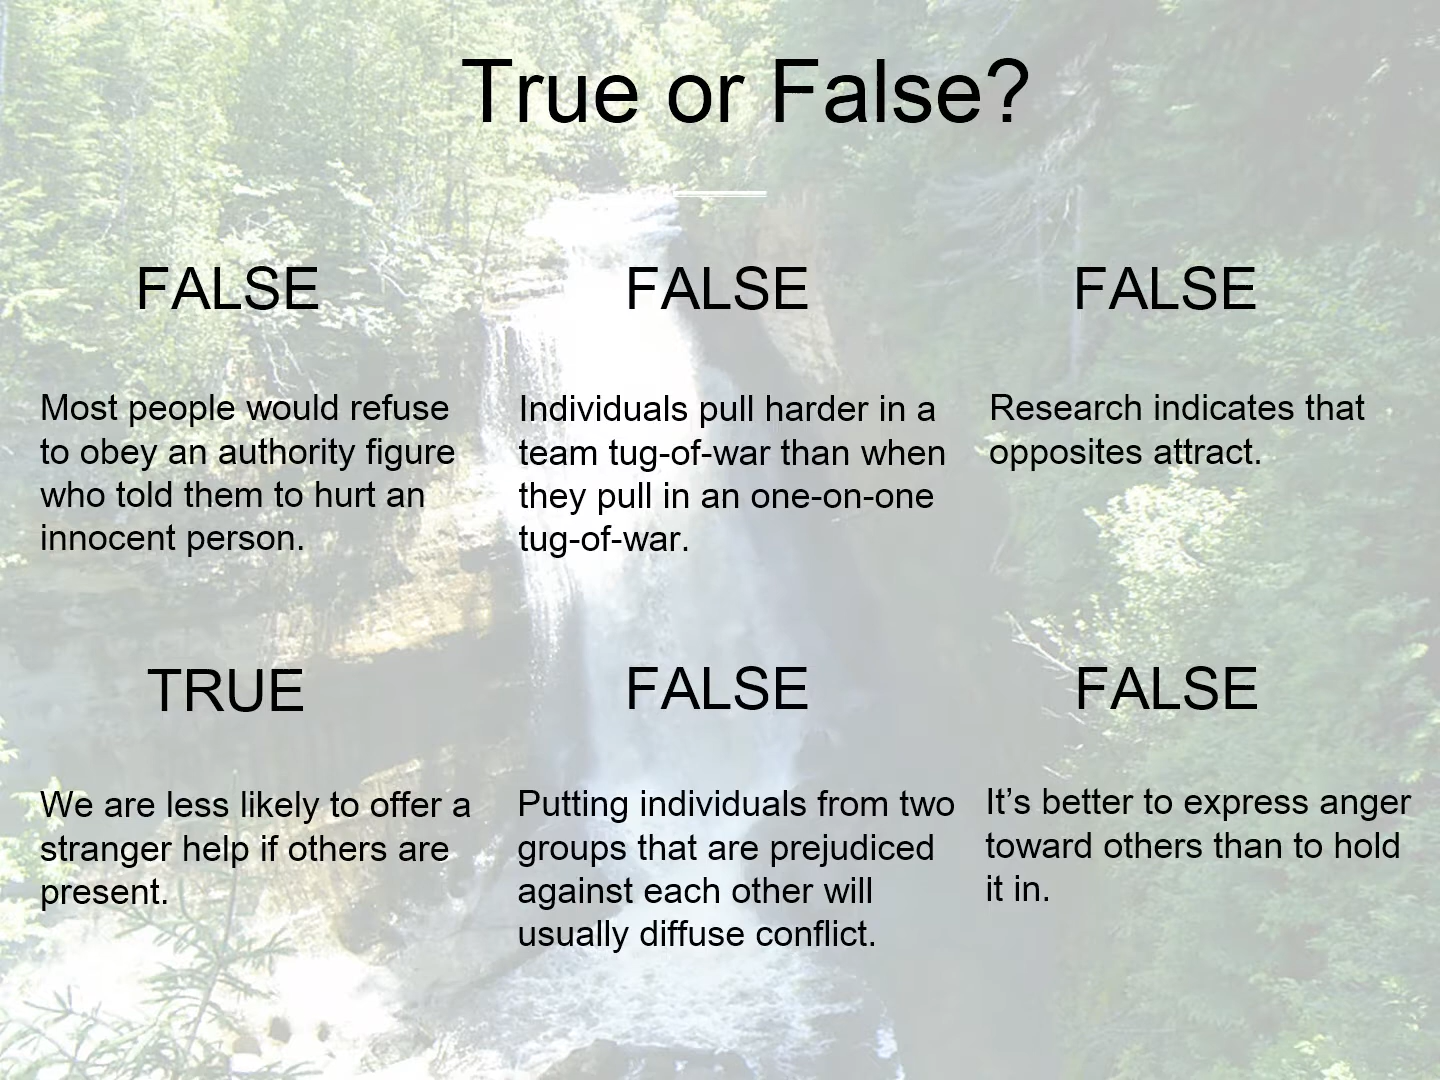 True or False?
FALSE
Most people would refuse
to obey an authority figure
who told them to hurt an
innocent person.
FALSE
Individuals pull harder in a
team tug-of-war than when
they pull in an one-on-one
tug-of-war.
FALSE
Research indicates that
opposites attract.
TRUE
We are less likely to offer a
stranger help if others are
present.
FALSE
Putting individuals from two
groups that are prejudiced
against each other will
usually diffuse conflict.
FALSE
It’s better to express anger
toward others than to hold
it in.